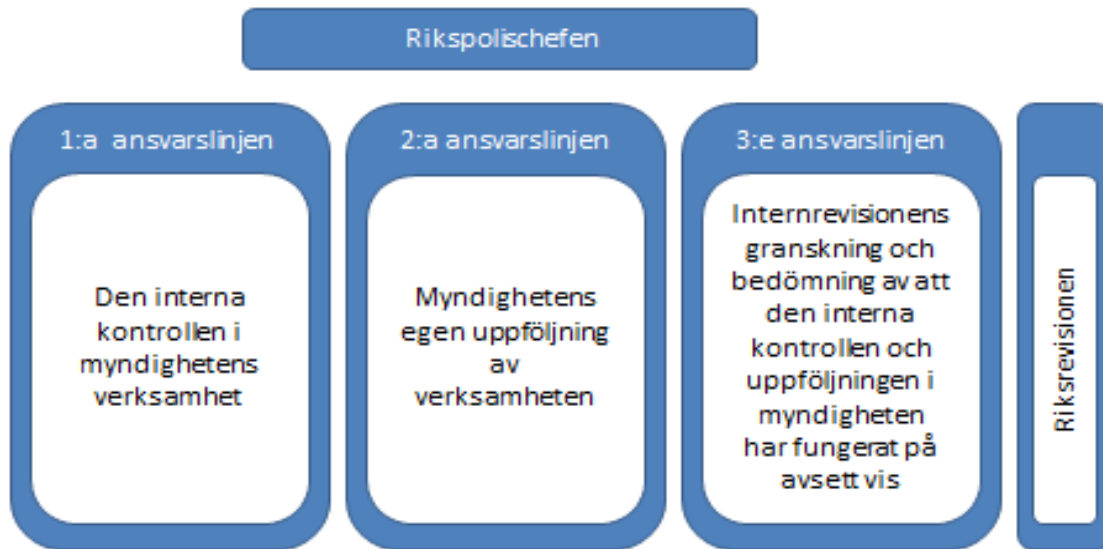 Rikspolischefen
1:a ansvarslinjen
Den interna
kontrollen i
myndighetens
verksamhet
2:a ansvarslinjen
Myndighetens
egen uppföljning
av
verksamheten
3:e ansvarslinjen
Internrevisionens
granskning och
bedömning av att
den interna
kontrollen och
uppföljningen i
myndigheten
har fungerat på
avsett vis
Riksrevisionen